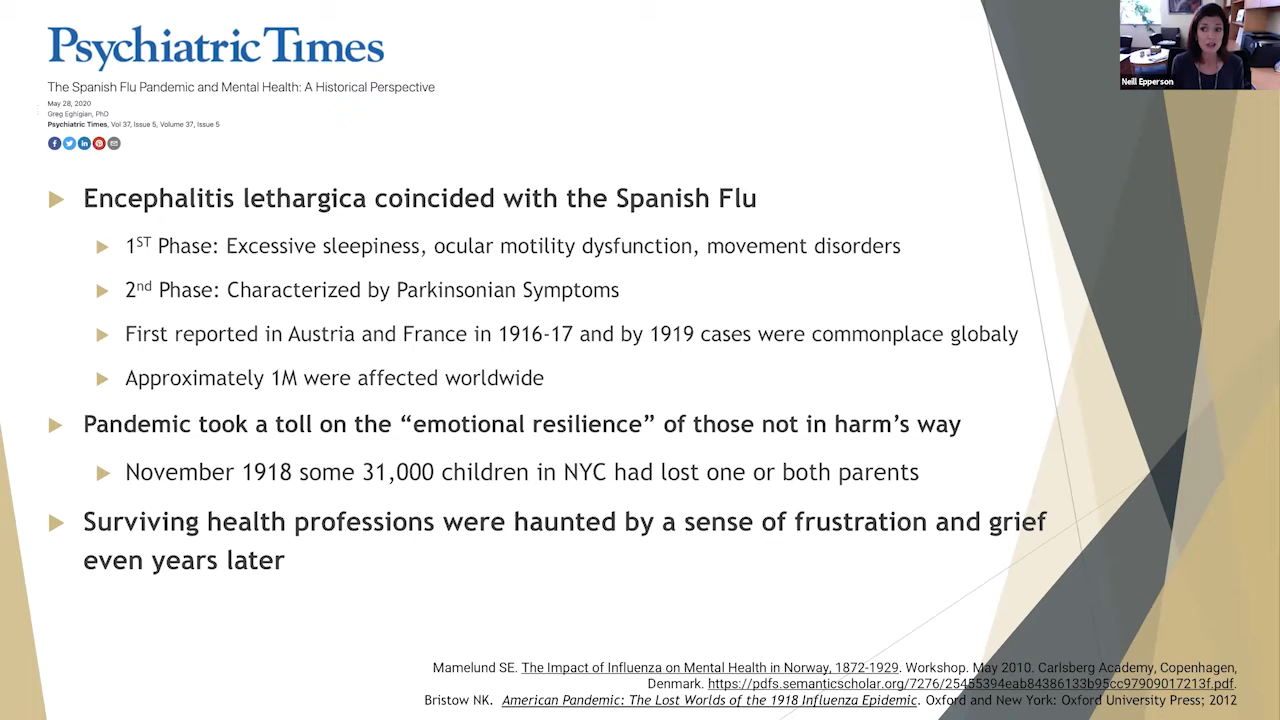 Psychiatric Times
The Spanish Flu Pandemic and Mental Health: A Historical Perspective
May 28, 2020
Greg Eghigian, PhD
Psychiatric Times, Vol 37, Issue 5, Volume 37, Issue 5
Neill Epperson
Encephalitis lethargica coincided with the Spanish Flu
1ST Phase: Excessive sleepiness, ocular motility dysfunction, movement disorders
2nd Phase: Characterized by Parkinsonian Symptoms
First reported in Austria and France in 1916-17 and by 1919 cases were commonplace globaly
Approximately 1M were affected worldwide
Pandemic took a toll on the “emotional resilience” of those not in harm’s way
November 1918 some 31,000 children in NYC had lost one or both parents
Surviving health professions were haunted by a sense of frustration and grief
even years later
Mamelund SE. The Impact of Influenza on Mental Health in Norway, 1872-1929. Workshop. May 2010. Carlsberg Academy, Copenhagen,
Denmark. https://pdfs.semanticscholar.org/7276/25455394eab84386133b95cc97909017213f.pdf.
Bristow NK. American Pandemic: The Lost Worlds of the 1918 Influenza Epidemic. Oxford and New York: Oxford University Press; 2012